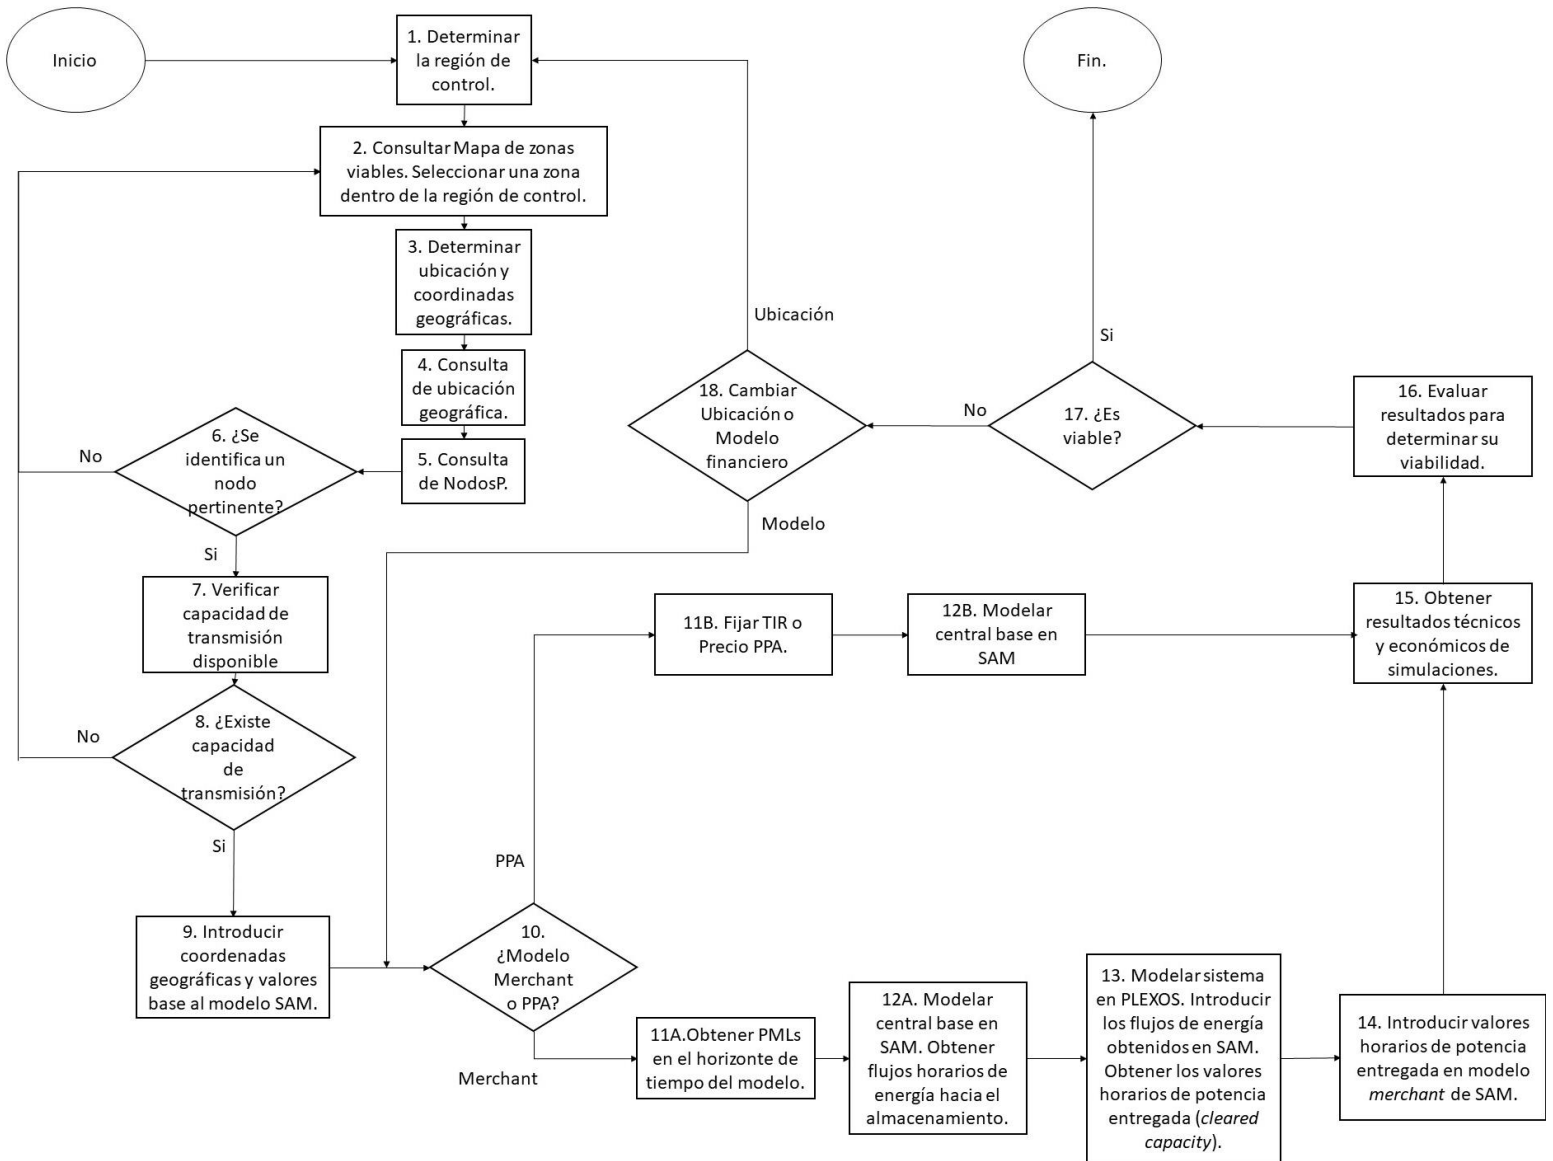 Inicio
1. Determinar
la región de
control.
Fin.
2. Consultar Mapa de zonas
viables. Seleccionar una zona
dentro de la región de control.
3. Determinar
ubicación y
coordinadas
geográficas.
Ubicación
Si
4. Consulta
de ubicación
geográfica.
18. Cambiar
Ubicación o
Modelo
financiero
No
17. ¿Es
viable?
16. Evaluar
resultados para
determinar su
viabilidad.
No
6. ¿Se
identifica un
nodo
pertinente?
5. Consulta
de NodosP.
Modelo
Si
7. Verificar
capacidad de
transmisión
disponible
11B. Fijar TIR o
Precio PPA.
12B. Modelar
central base en
SAM
15. Obtener
resultados técnicos
y económicos de
simulaciones.
No
8. ¿Existe
capacidad
de
transmisión?
Si
PPA
9. Introducir
coordenadas
geográficas y valores
base al modelo SAM.
10.
¿Modelo
Merchant
o PPA?
Merchant
11A.Obtener PMLs
en el horizonte de
tiempo del modelo.
12A. Modelar
central base en
SAM. Obtener
flujos horarios de
energía hacia el
almacenamiento.
13. Modelar sistema
en PLEXOS. Introducir
los flujos de energía
obtenidos en SAM.
Obtener los valores
horarios de potencia
entregada (cleared
capacity).
14. Introducir valores
horarios de potencia
entregada en modelo
merchant de SAM.